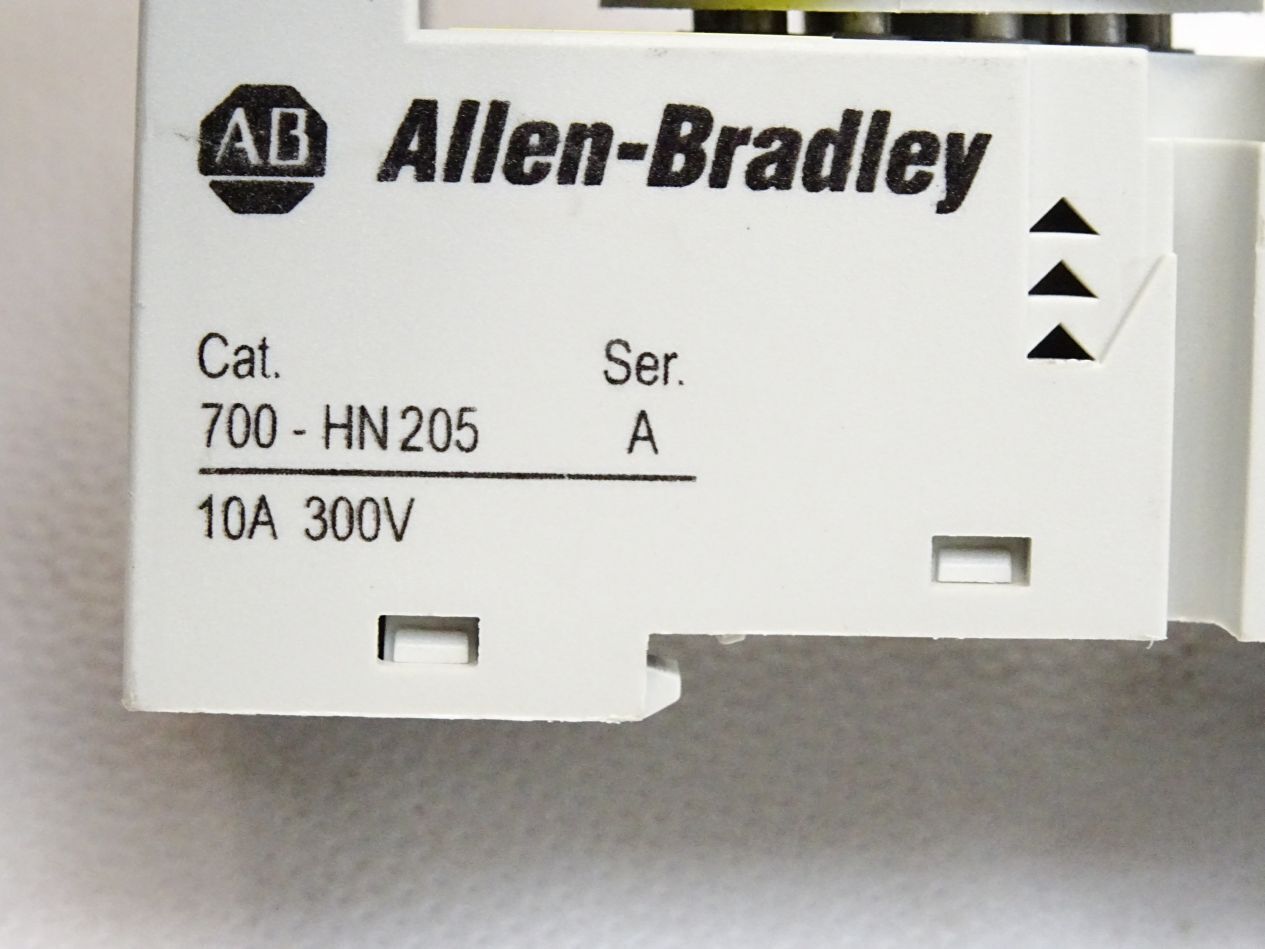 AB Allen-Bradley
Cat. Ser.
700 - HN205 A
10A 300V